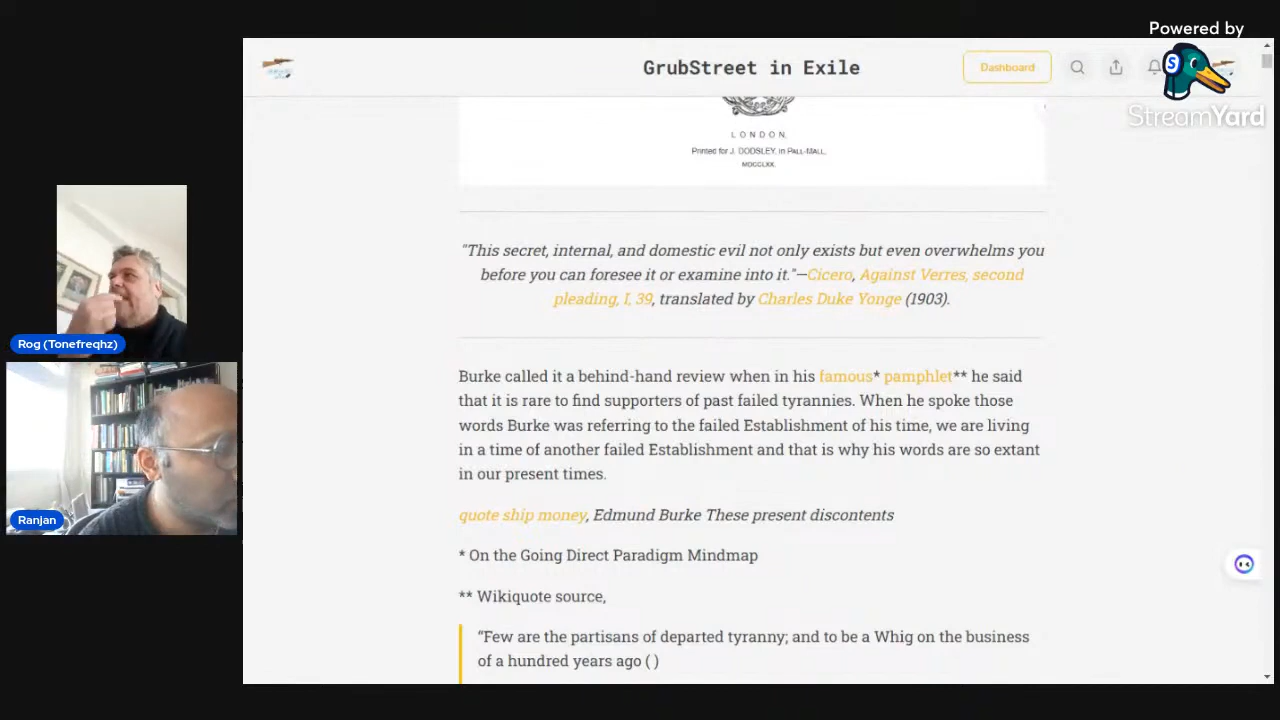 Powered by
S
StreamYard
GrubStreet in Exile
Dashboard
LONDON,
Printed for J. DODSLEY, in PALL-MALL,
MDCCLXX.
"This secret, internal, and domestic evil not only exists but even overwhelms you
before you can foresee it or examine into it."—Cicero, Against Verres, second
pleading, I, 39, translated by Charles Duke Yonge (1903).
Burke called it a behind-hand review when in his famous* pamphlet** he said
that it is rare to find supporters of past failed tyrannies. When he spoke those
words Burke was referring to the failed Establishment of his time, we are living
in a time of another failed Establishment and that is why his words are so extant
in our present times.
quote ship money, Edmund Burke These present discontents
* On the Going Direct Paradigm Mindmap
** Wikiquote source,
“Few are the partisans of departed tyranny; and to be a Whig on the business
of a hundred years ago ( )
Rog (Tonefreqhz)
Ranjan